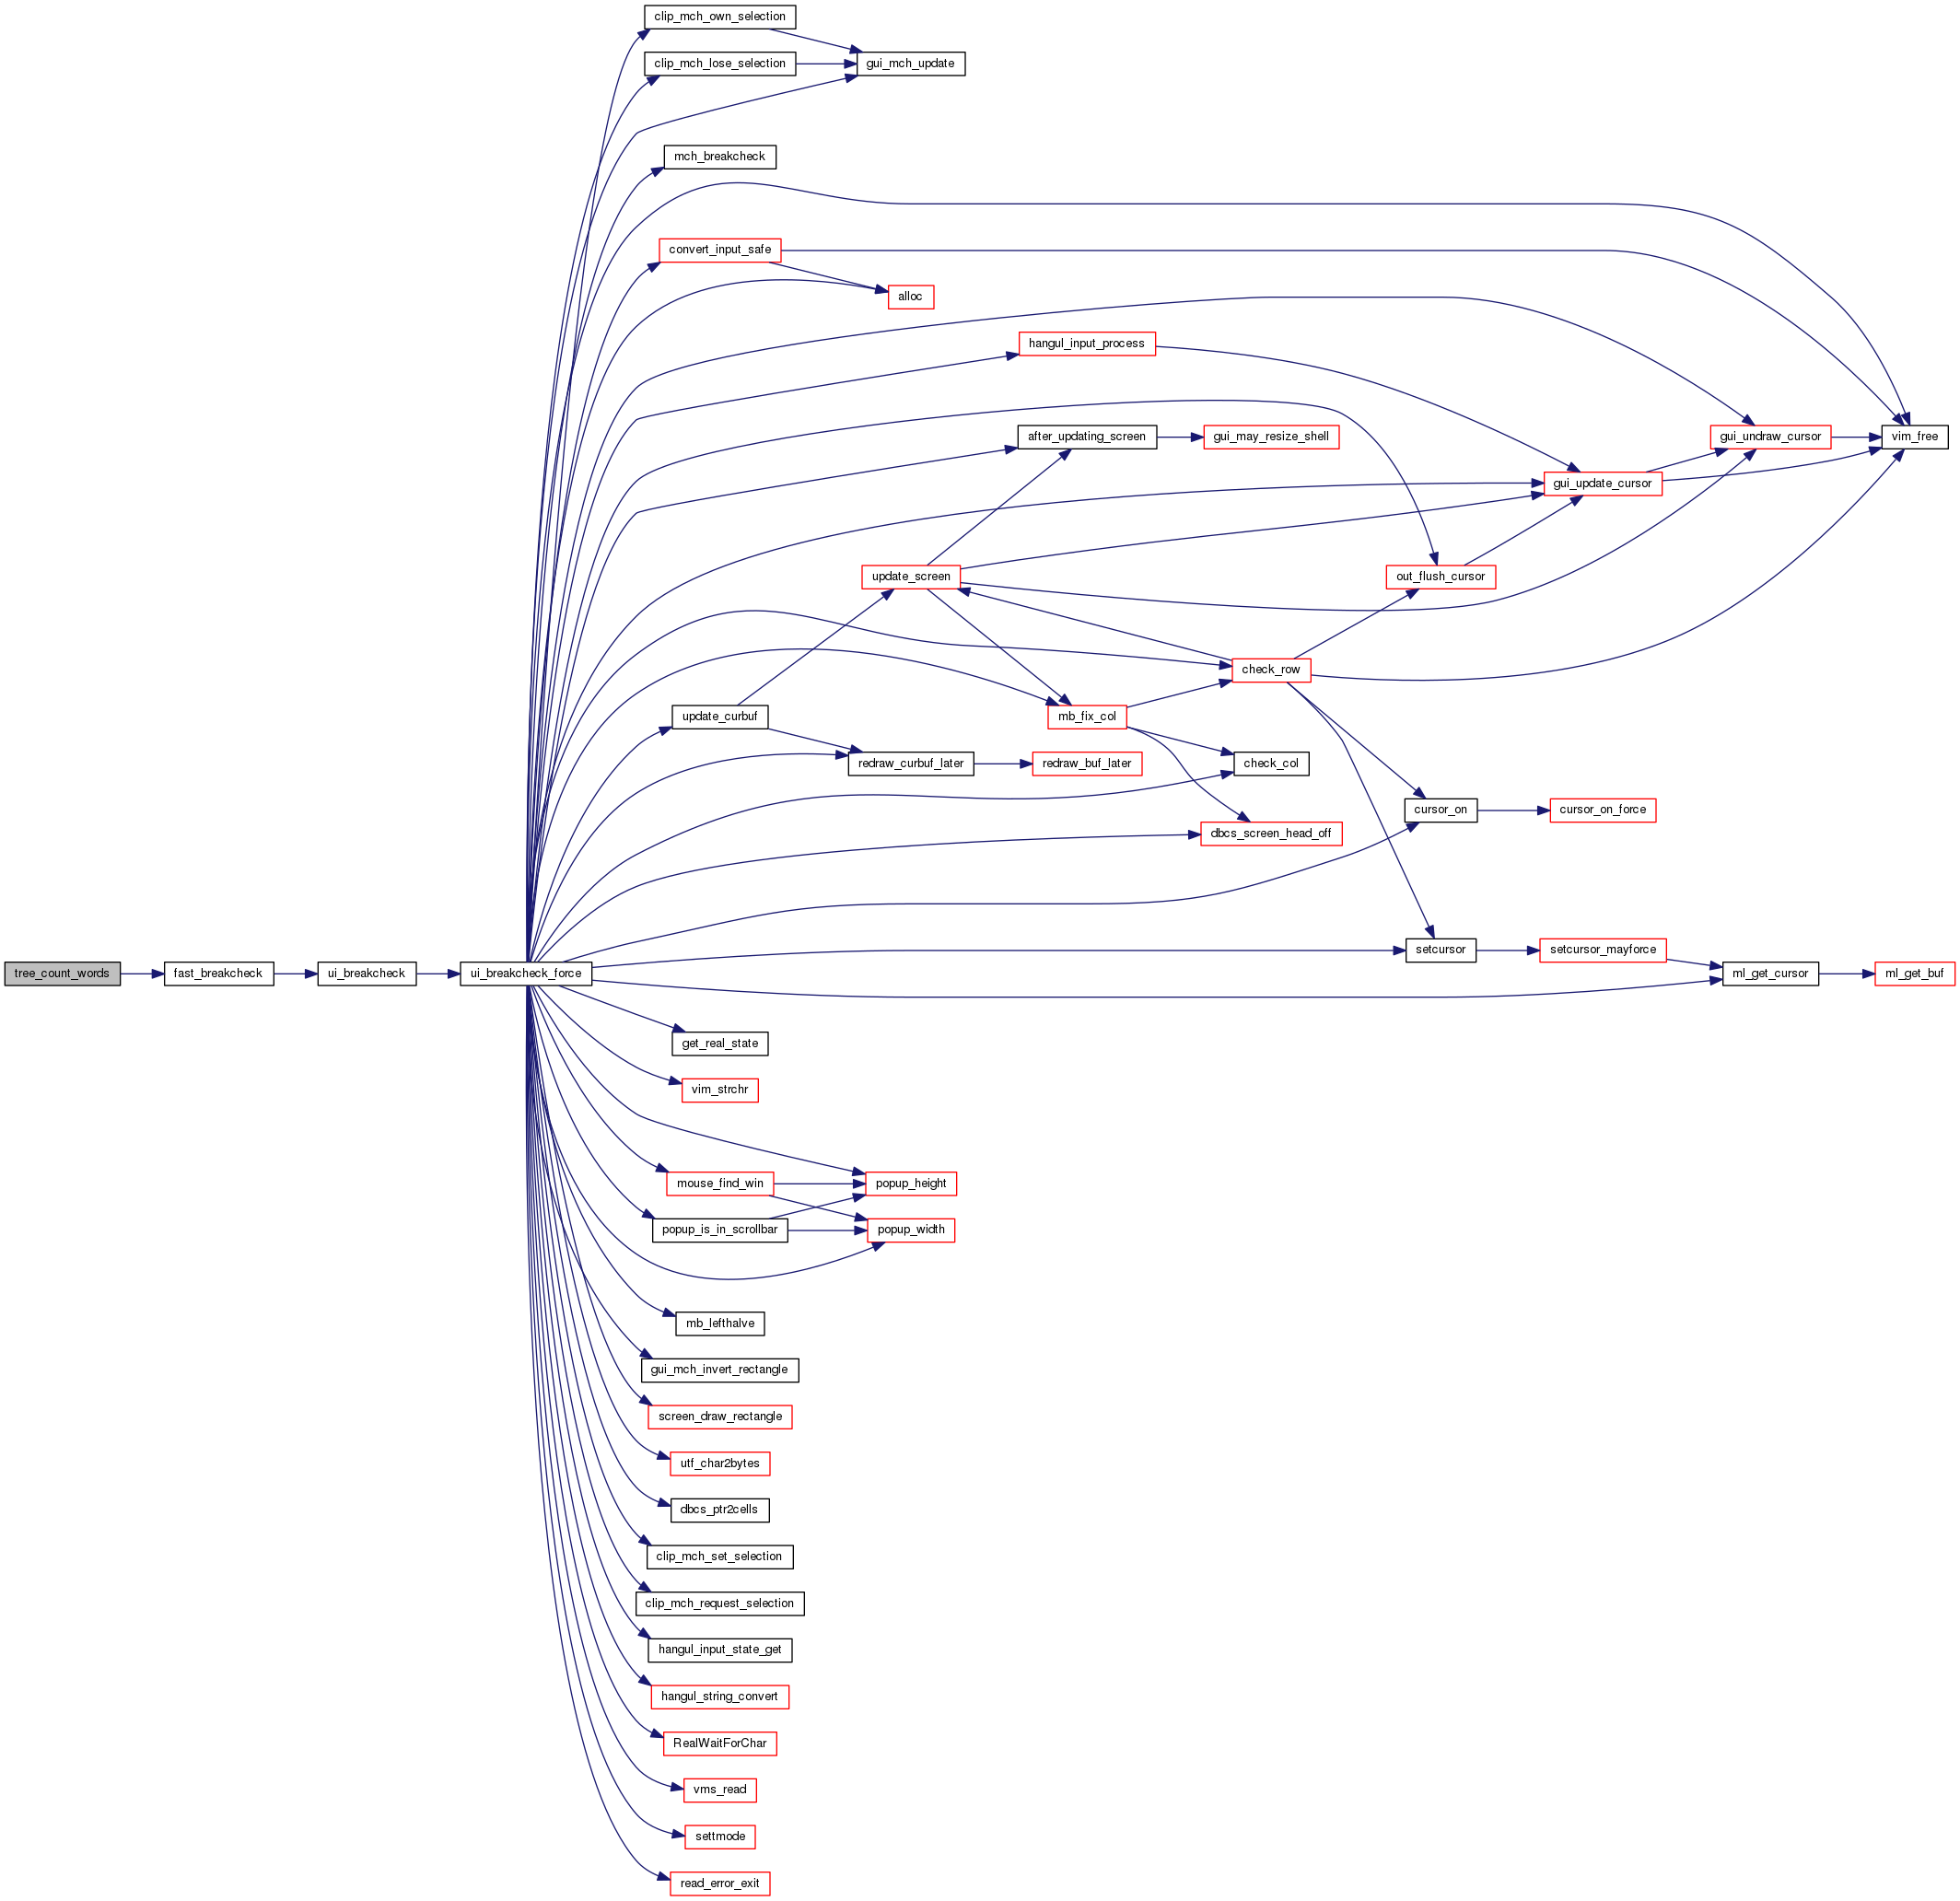 clip_mch_own_selection
clip_mch_lose_selection
gui_mch_update
mch_breakcheck
convert_input_safe
alloc
hangul_input_process
after_updating_screen
gui_may_resize_shell
gui_undraw_cursor
vim_free
gui_update_cursor
update_screen
out_flush_cursor
check_row
update_curbuf
mb_fix_col
redraw_curbuf_later
redraw_buf_later
check_col
cursor_on
cursor_on_force
dbcs_screen_head_off
setcursor
setcursor_mayforce
tree_count_words
fast_breakcheck
ui_breakcheck
ui_breakcheck_force
ml_get_cursor
ml_get_buf
get_real_state
vim_strchr
mouse_find_win
popup_height
popup_is_in_scrollbar
popup_width
mb_lefthalve
gui_mch_invert_rectangle
screen_draw_rectangle
utf_char2bytes
dbcs_ptr2cells
clip_mch_set_selection
clip_mch_request_selection
hangul_input_state_get
hangul_string_convert
RealWaitForChar
vms_read
settmode
read_error_exit